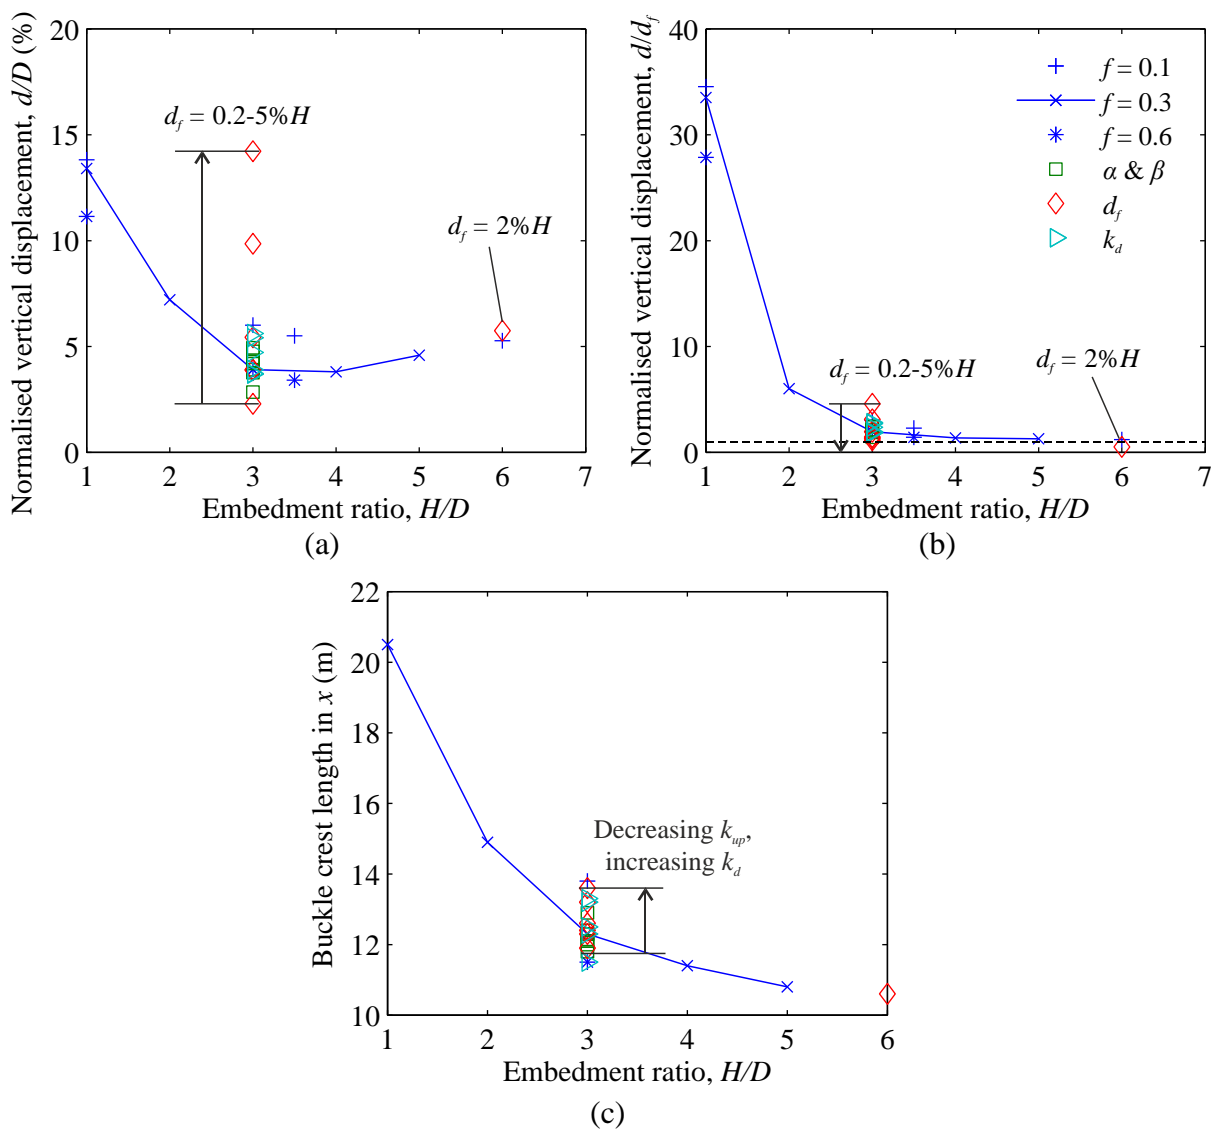 Normalised vertical displacement, d/D (%)
20
15
10
5
0
d_f = 0.2-5%H
d_f = 2%H
1 2 3 4 5 6 7
Embedment ratio, H/D
(a)
Normalised vertical displacement, d/d_f
40
30
20
10
0
f = 0.1
f = 0.3
f = 0.6
α & β
d_f
k_d
d_f = 0.2-5%H
d_f = 2%H
1 2 3 4 5 6 7
Embedment ratio, H/D
(b)
Buckle crest length in x (m)
22
20
18
16
14
12
10
Decreasing k_up,
increasing k_d
1 2 3 4 5 6
Embedment ratio, H/D
(c)